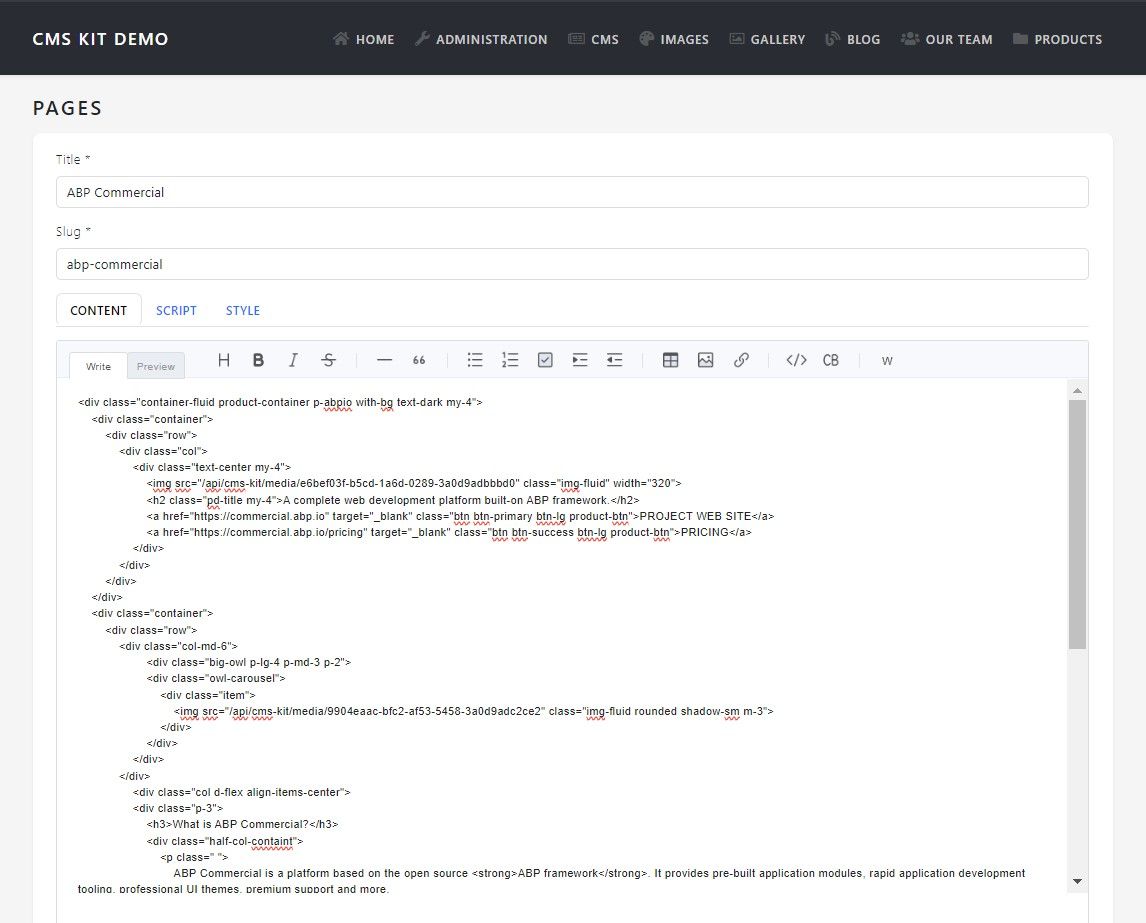 CMS KIT DEMO
HOME ADMINISTRATION CMS IMAGES GALLERY BLOG OUR TEAM PRODUCTS
PAGES
Title *
ABP Commercial
Slug *
abp-commercial
CONTENT SCRIPT STYLE
Write Preview H B I S 66 </> CB W
<div class="container-fluid product-container p-abpio with-bg text-dark my-4">
<div class="container">
<div class="row">
<div class="col">
<div class="text-center my-4">
<img src="/api/cms-kit/media/e6bef03f-b5cd-1a6d-0289-3a0d9adbbbd0" class="img-fluid" width="320">
<h2 class="pd-title my-4">A complete web development platform built-on ABP framework.</h2>
<a href="https://commercial.abp.io" target="_blank" class="btn btn-primary btn-lg product-btn">PROJECT WEB SITE</a>
<a href="https://commercial.abp.io/pricing" target="_blank" class="btn btn-success btn-lg product-btn">PRICING</a>
</div>
</div>
</div>
</div>
<div class="container">
<div class="row">
<div class="col-md-6">
<div class="big-owl p-lg-4 p-md-3 p-2">
<div class="owl-carousel">
<div class="item">
<img src="/api/cms-kit/media/9904eaac-bfc2-af53-5458-3a0d9adc2ce2" class="img-fluid rounded shadow-sm m-3">
</div>
</div>
</div>
</div>
<div class="col d-flex align-items-center">
<div class="p-3">
<h3>What is ABP Commercial?</h3>
<div class="half-col-containt">
<p class=" ">
ABP Commercial is a platform based on the open source <strong>ABP framework</strong>. It provides pre-built application modules, rapid application development
tooling, professional UI themes, premium support and more.